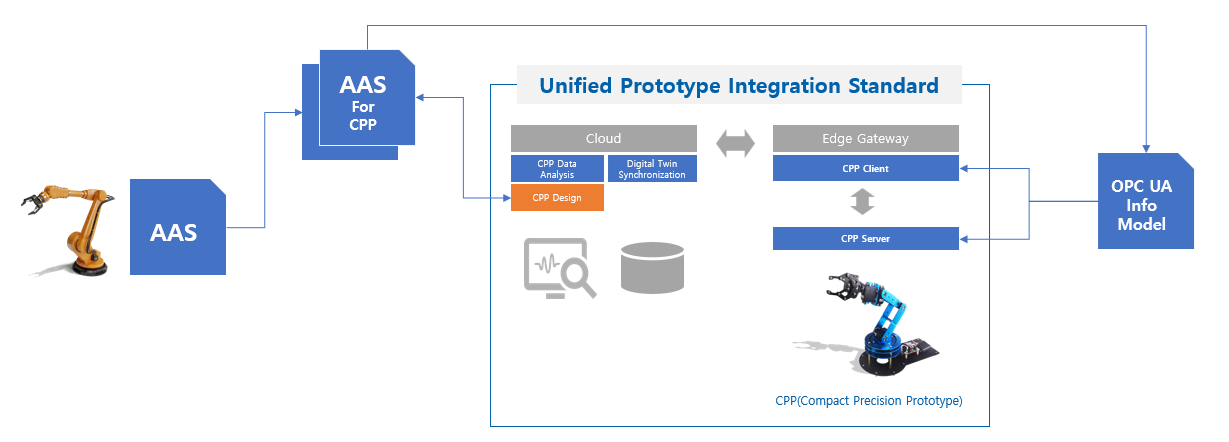 Unified Prototype Integration Standard
AAS
For
CPP
AAS
Cloud
CPP Data
Analysis
Digital Twin
Synchronization
CPP Design
Edge Gateway
CPP Client
CPP Server
CPP(Compact Precision Prototype)
OPC UA
Info
Model